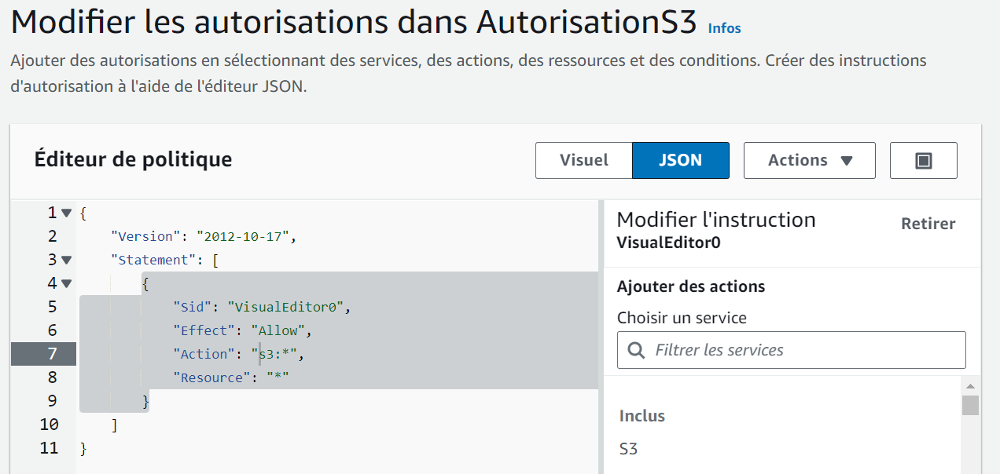 Modifier les autorisations dans AutorisationS3 Infos
Ajouter des autorisations en sélectionnant des services, des actions, des ressources et des conditions. Créer des instructions
d'autorisation à l'aide de l'éditeur JSON.
Éditeur de politique
Visuel JSON Actions
1 {
2 "Version": "2012-10-17",
3 "Statement": [
4 {
5 "Sid": "VisualEditor0",
6 "Effect": "Allow",
7 "Action": "s3:*",
8 "Resource": "*"
9 }
10 ]
11 }
Modifier l'instruction
VisualEditor0
Retirer
Ajouter des actions
Choisir un service
Filtrer les services
Inclus
S3